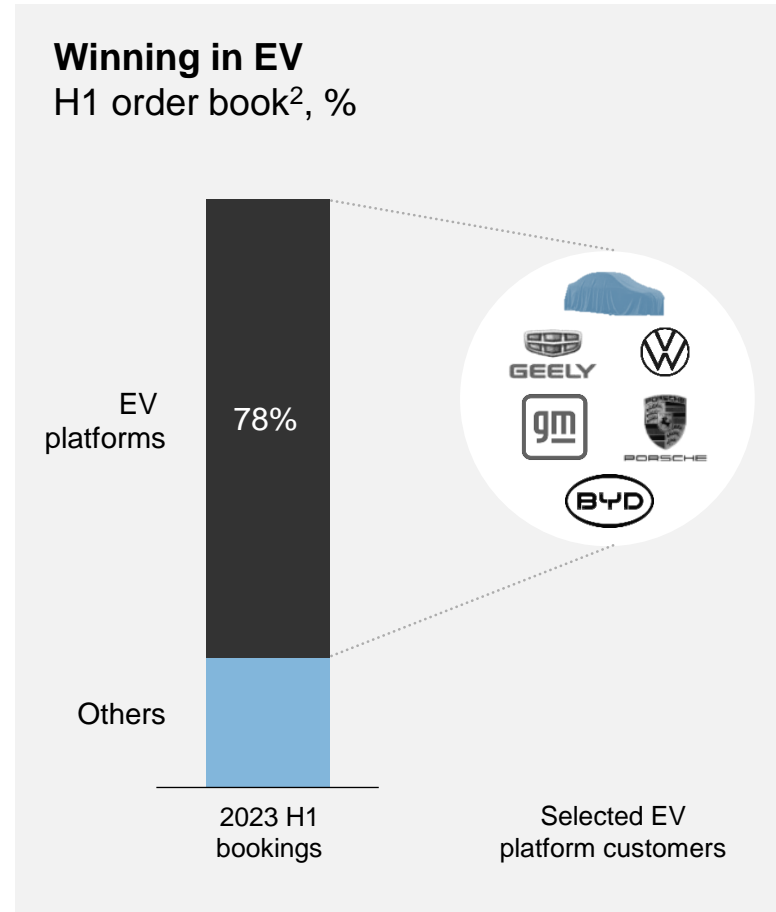 Winning in EV
H1 order book², %
EV
platforms
78%
GEELY
gm
PORSCHE
BYD
Others
2023 H1
bookings
Selected EV
platform customers